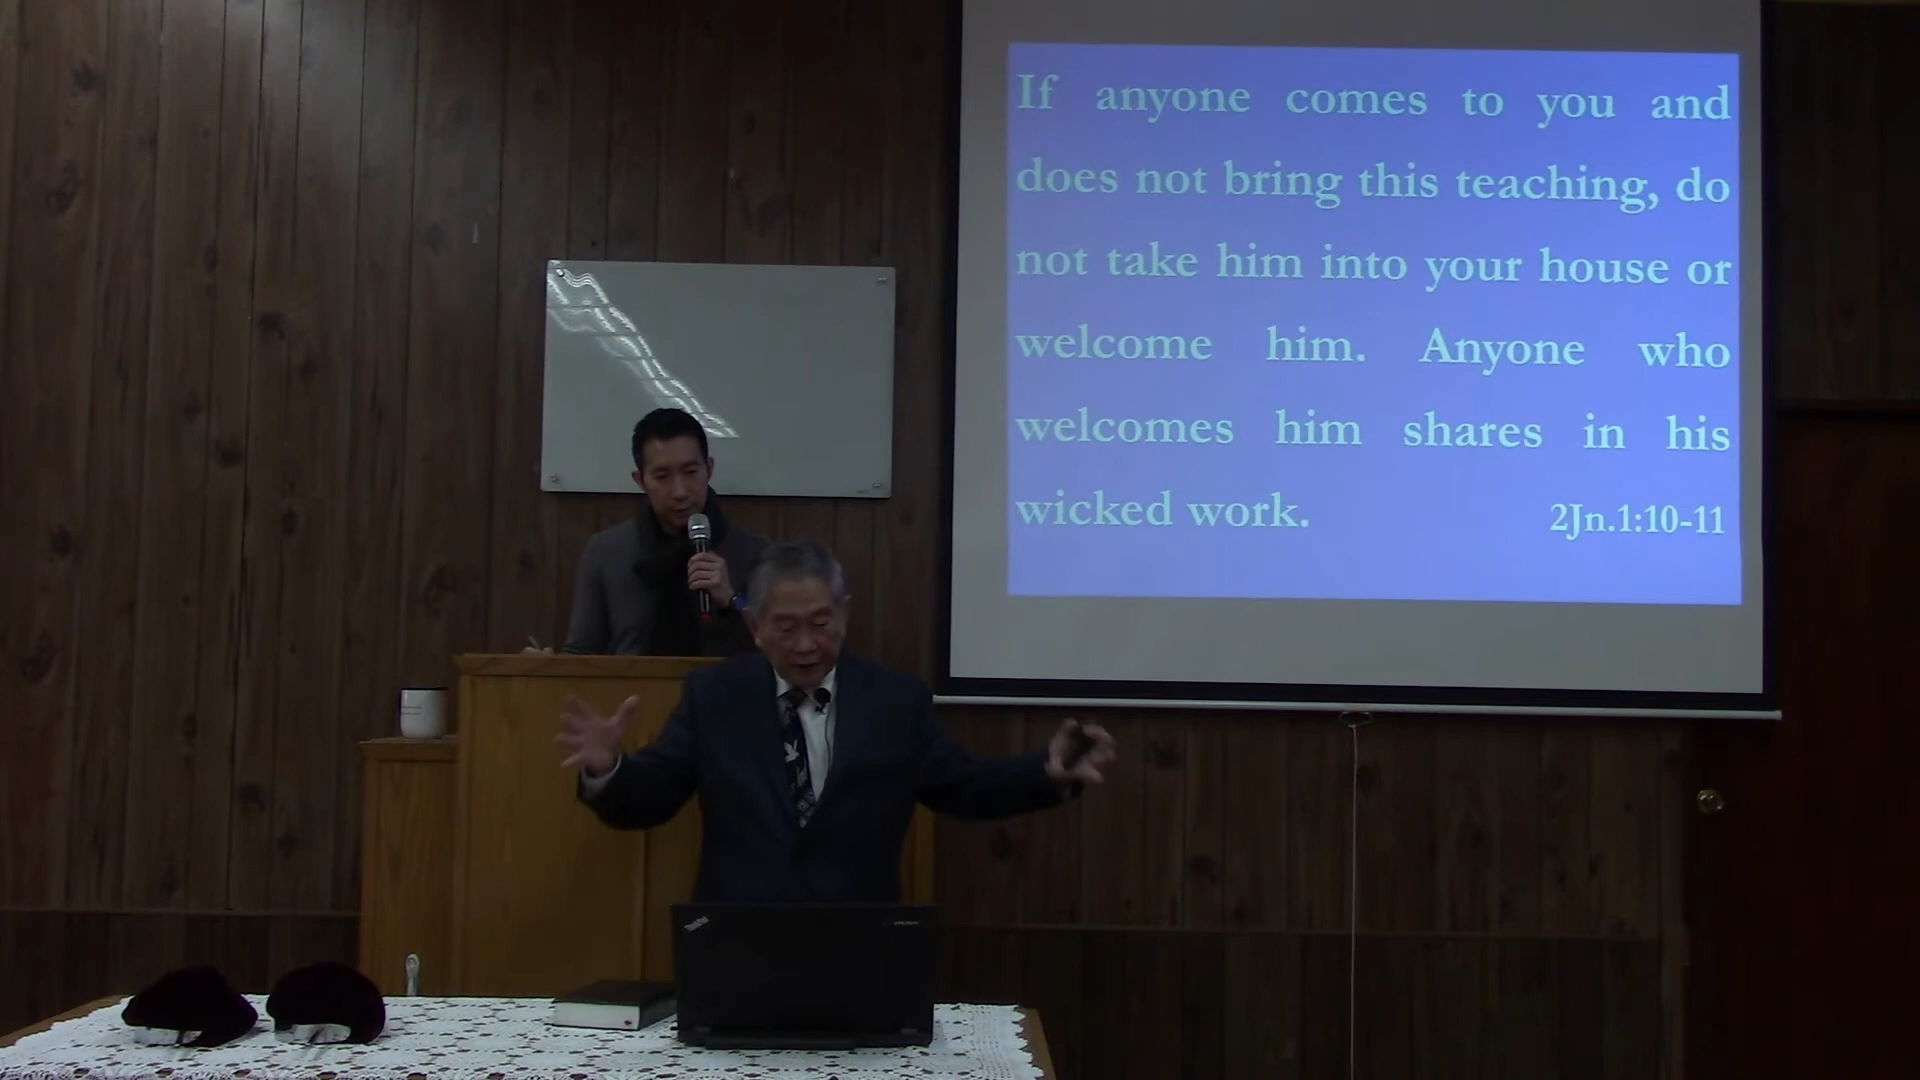 If anyone comes to you and
does not bring this teaching, do
not take him into your house or
welcome him. Anyone who
welcomes him shares in his
wicked work. 2Jn.1:10-11
ThinkPad